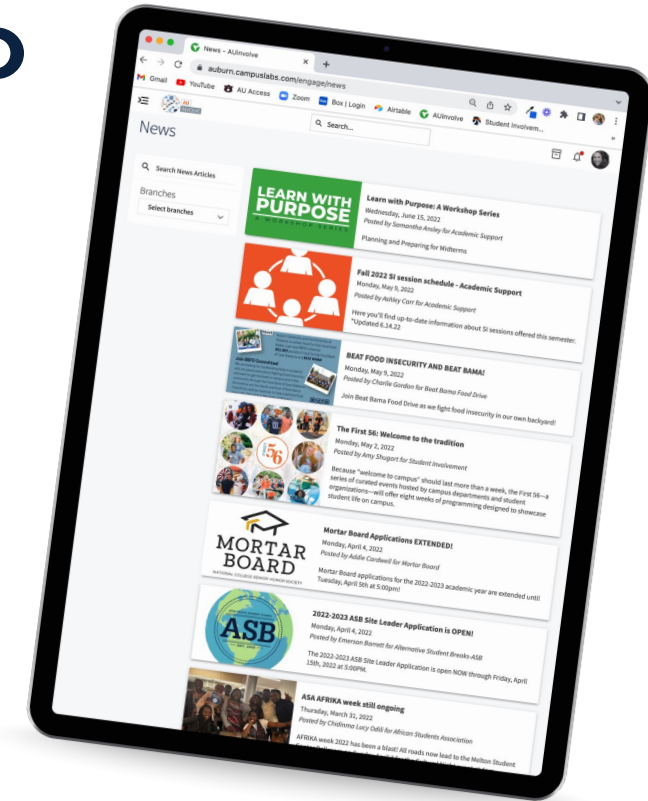 News - AUInvolve
auburn.campuslabs.com/engage/news
Gmail YouTube AU Access Zoom Box | Login Airtable AUinvolve Student Involvem...
AU
INVOLVE
Search...
News
Search News Articles
Branches
Select branches
LEARN WITH
PURPOSE
A WORKSHOP SERIES
Learn with Purpose: A Workshop Series
Wednesday, June 15, 2022
Posted by Samantha Ansley for Academic Support
Planning and Preparing for Midterms
Fall 2022 SI session schedule - Academic Support
Monday, May 9, 2022
Posted by Ashley Carr for Academic Support
Here you'll find up-to-date information about SI sessions offered this semester.
*Updated 6.14.22
BEAT FOOD INSECURITY AND BEAT BAMA!
Monday, May 9, 2022
Posted by Charlie Gordon for Beat Bama Food Drive
Join Beat Bama Food Drive as we fight food insecurity in our own backyard!
56
The First 56: Welcome to the tradition
Monday, May 2, 2022
Posted by Amy Shugart for Student Involvement
Because "welcome to campus" should last more than a week, the First 56—a
series of curated events hosted by campus departments and student
organizations—will offer eight weeks of programming designed to showcase
student life on campus.
MORTAR
BOARD
NATIONAL COLLEGE SENIOR HONOR SOCIETY
Mortar Board Applications EXTENDED!
Monday, April 4, 2022
Posted by Addie Cardwell for Mortar Board
Mortar Board applications for the 2022-2023 academic year are extended until
Tuesday, April 5th at 5:00pm!
ASB
2022-2023 ASB Site Leader Application is OPEN!
Monday, April 4, 2022
Posted by Emerson Barrett for Alternative Student Breaks-ASB
The 2022-2023 ASB Site Leader Application is open NOW through Friday, April
15th, 2022 at 5:00PM.
ASA AFRIKA week still ongoing
Thursday, March 31, 2022
Posted by Chidinma Lucy Odili for African Students Association
AFRIKA week 2022 has been a blast! All roads now lead to the Melton Student